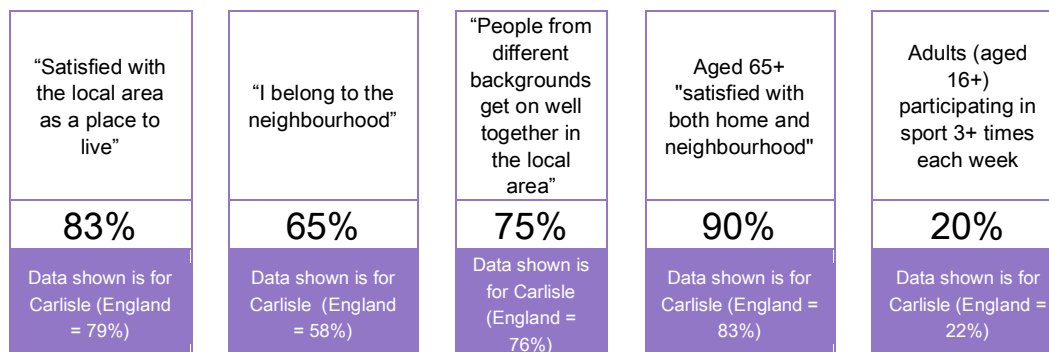 “Satisfied with
the local area
as a place to
live”
83%
Data shown is for
Carlisle (England
= 79%)
“I belong to the
neighbourhood”
65%
Data shown is for
Carlisle  (England
= 58%)
“People from
different
backgrounds
get on well
together in
the local
area”
75%
Data shown is
for Carlisle
(England =
76%)
Aged 65+
"satisfied with
both home and
neighbourhood"
90%
Data shown is for
Carlisle (England =
83%)
Adults (aged
16+)
participating in
sport 3+ times
each week
20%
Data shown is for
Carlisle (England =
22%)